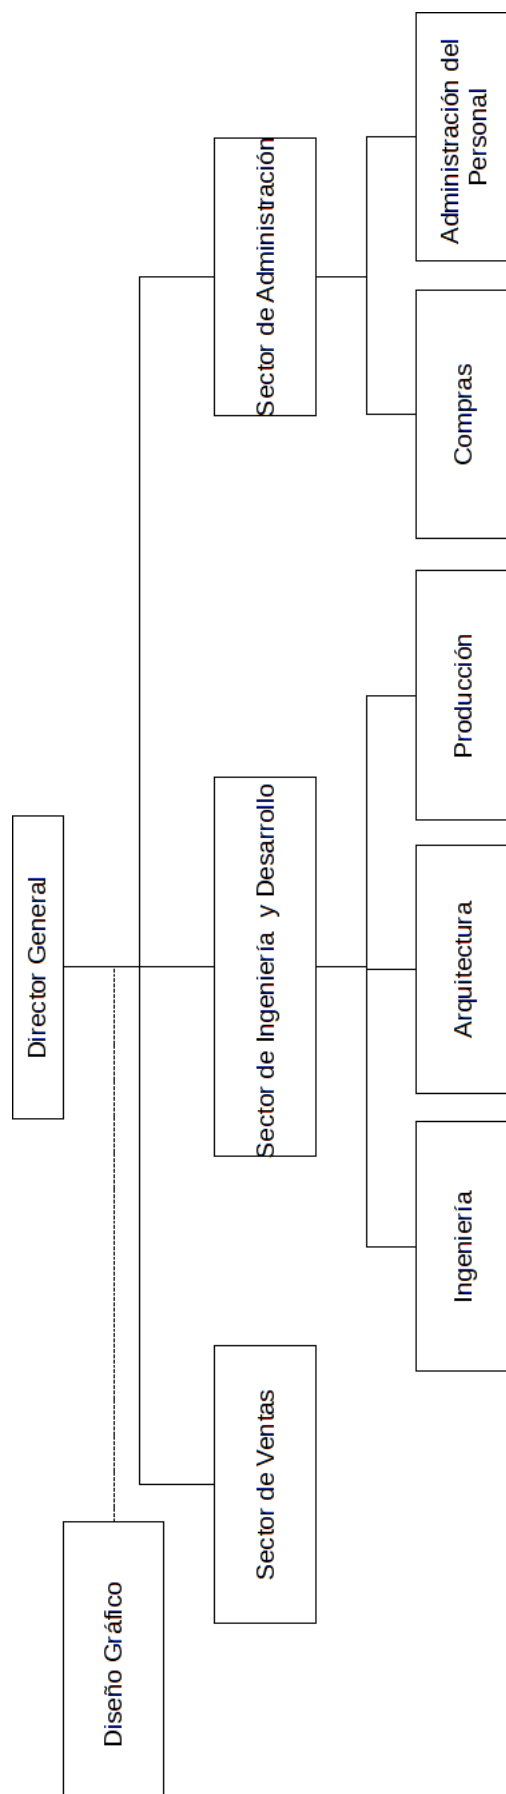 Director General
Diseño Gráfico
Sector de Ventas
Sector de Ingeniería y Desarrollo
Sector de Administración
Ingeniería
Arquitectura
Producción
Compras
Administración del
Personal